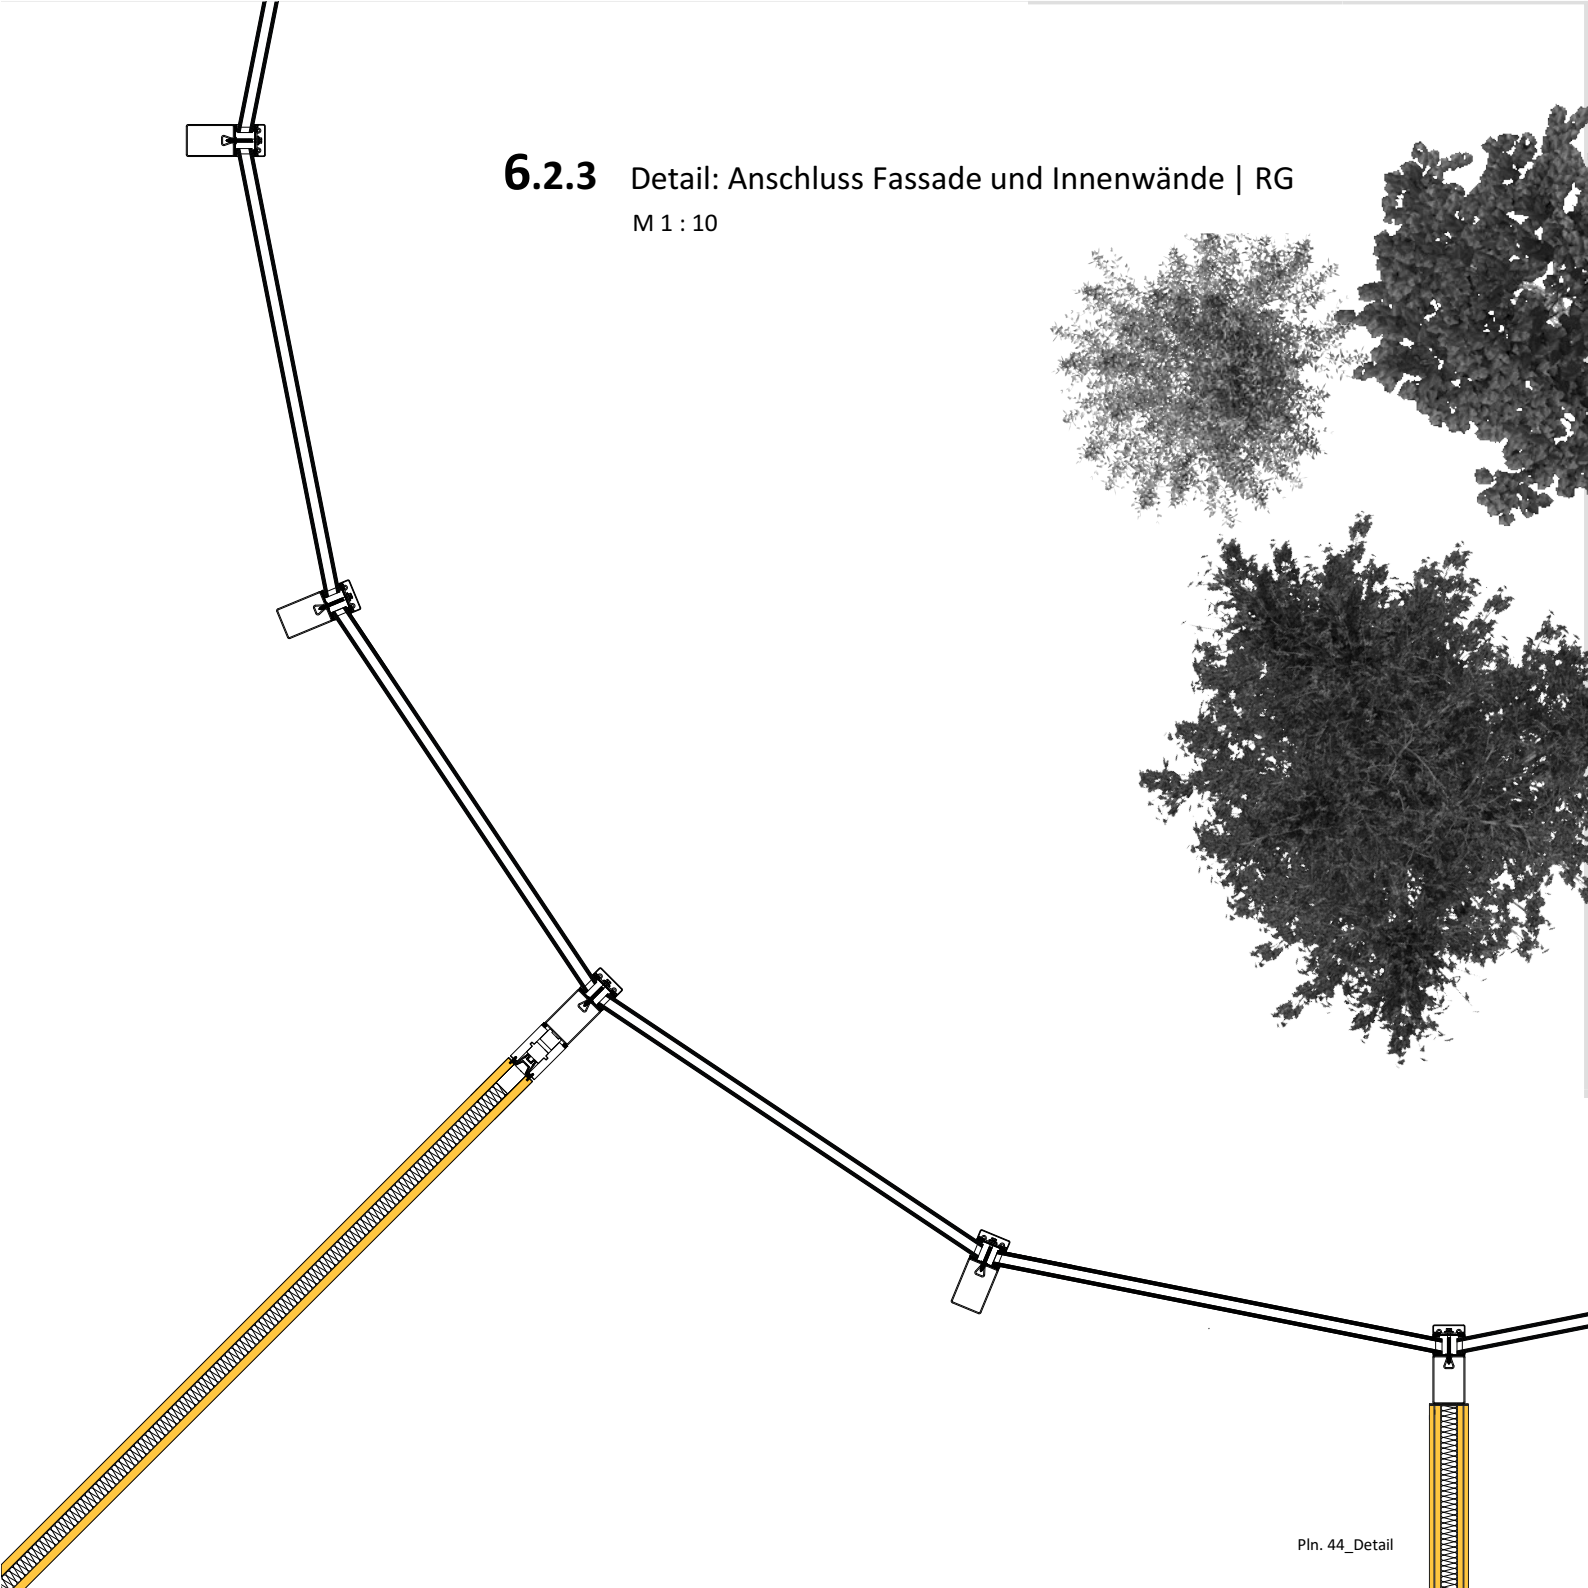 6.2.3 Detail: Anschluss Fassade und Innenwände | RG
M 1 : 10
Pln. 44_Detail